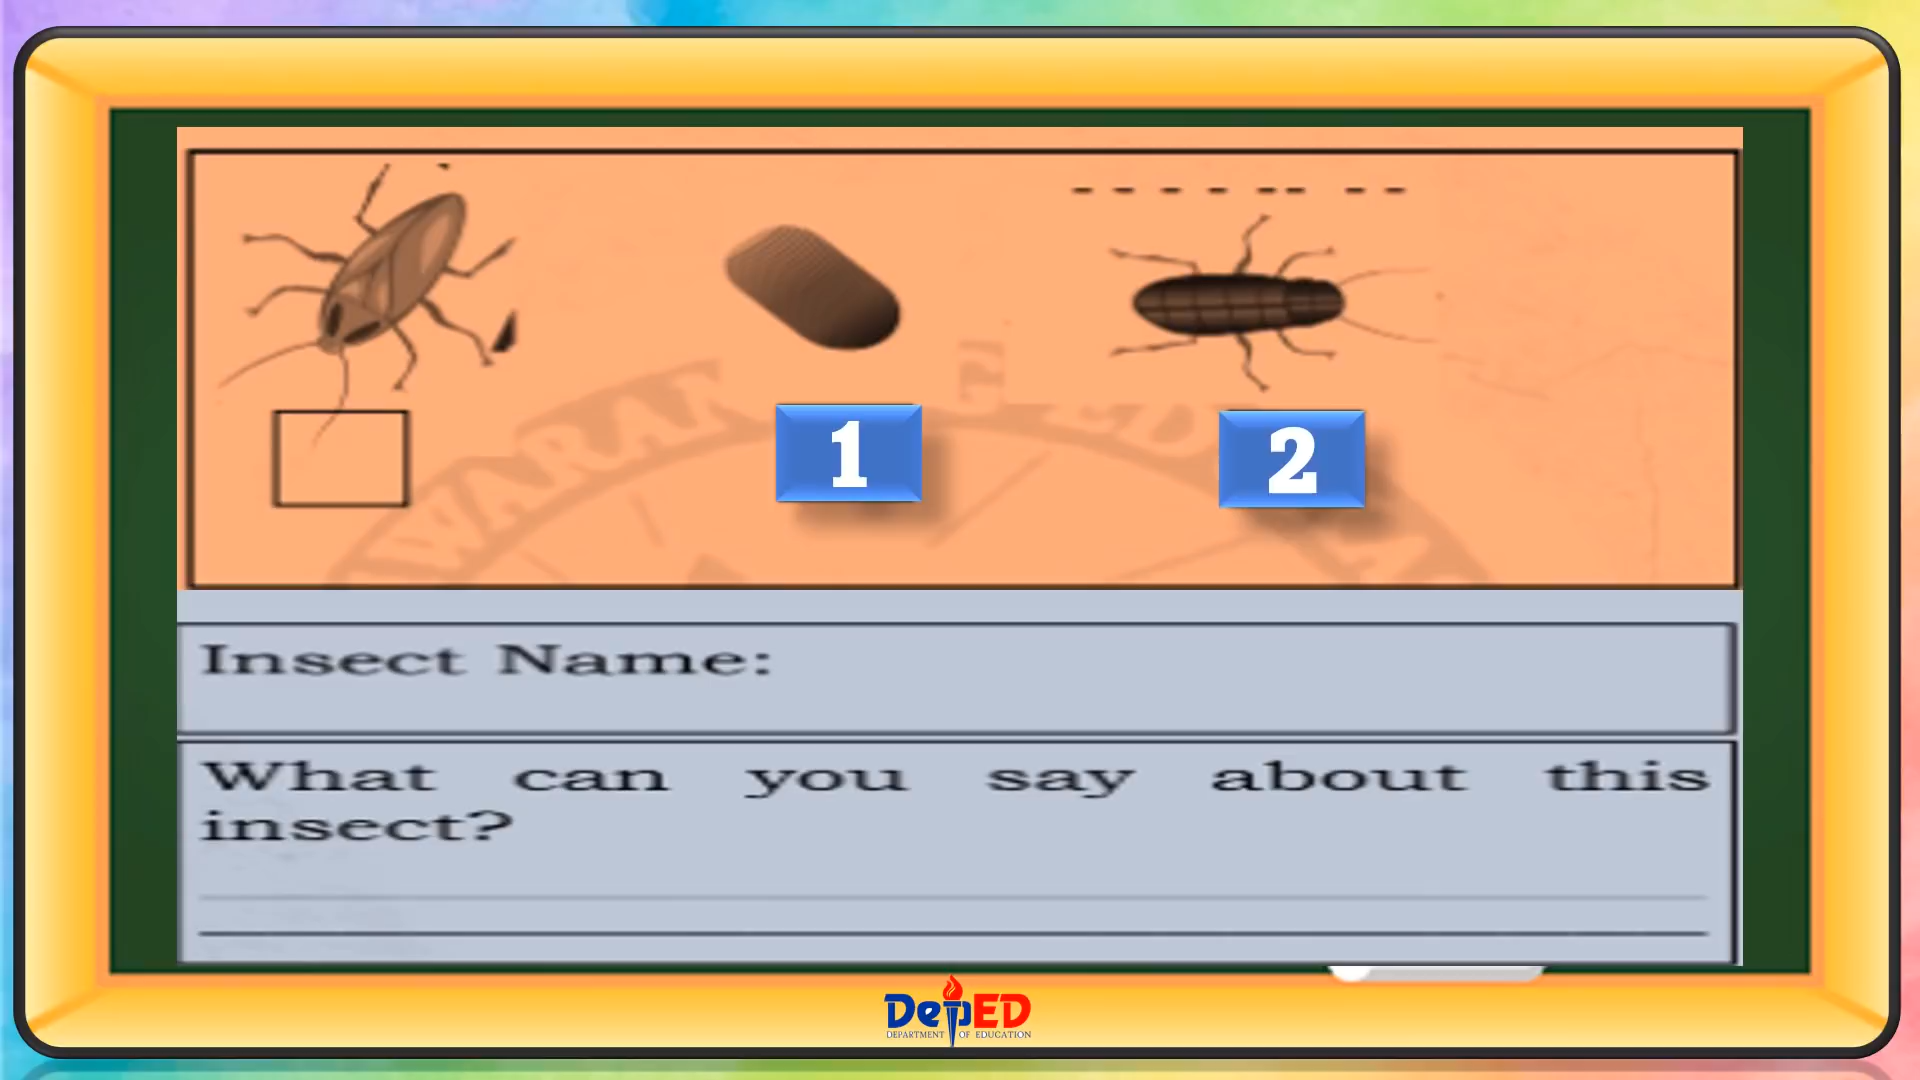 1
2
Insect Name:
What can you say about this
insect?
DepED
DEPARTMENT OF EDUCATION